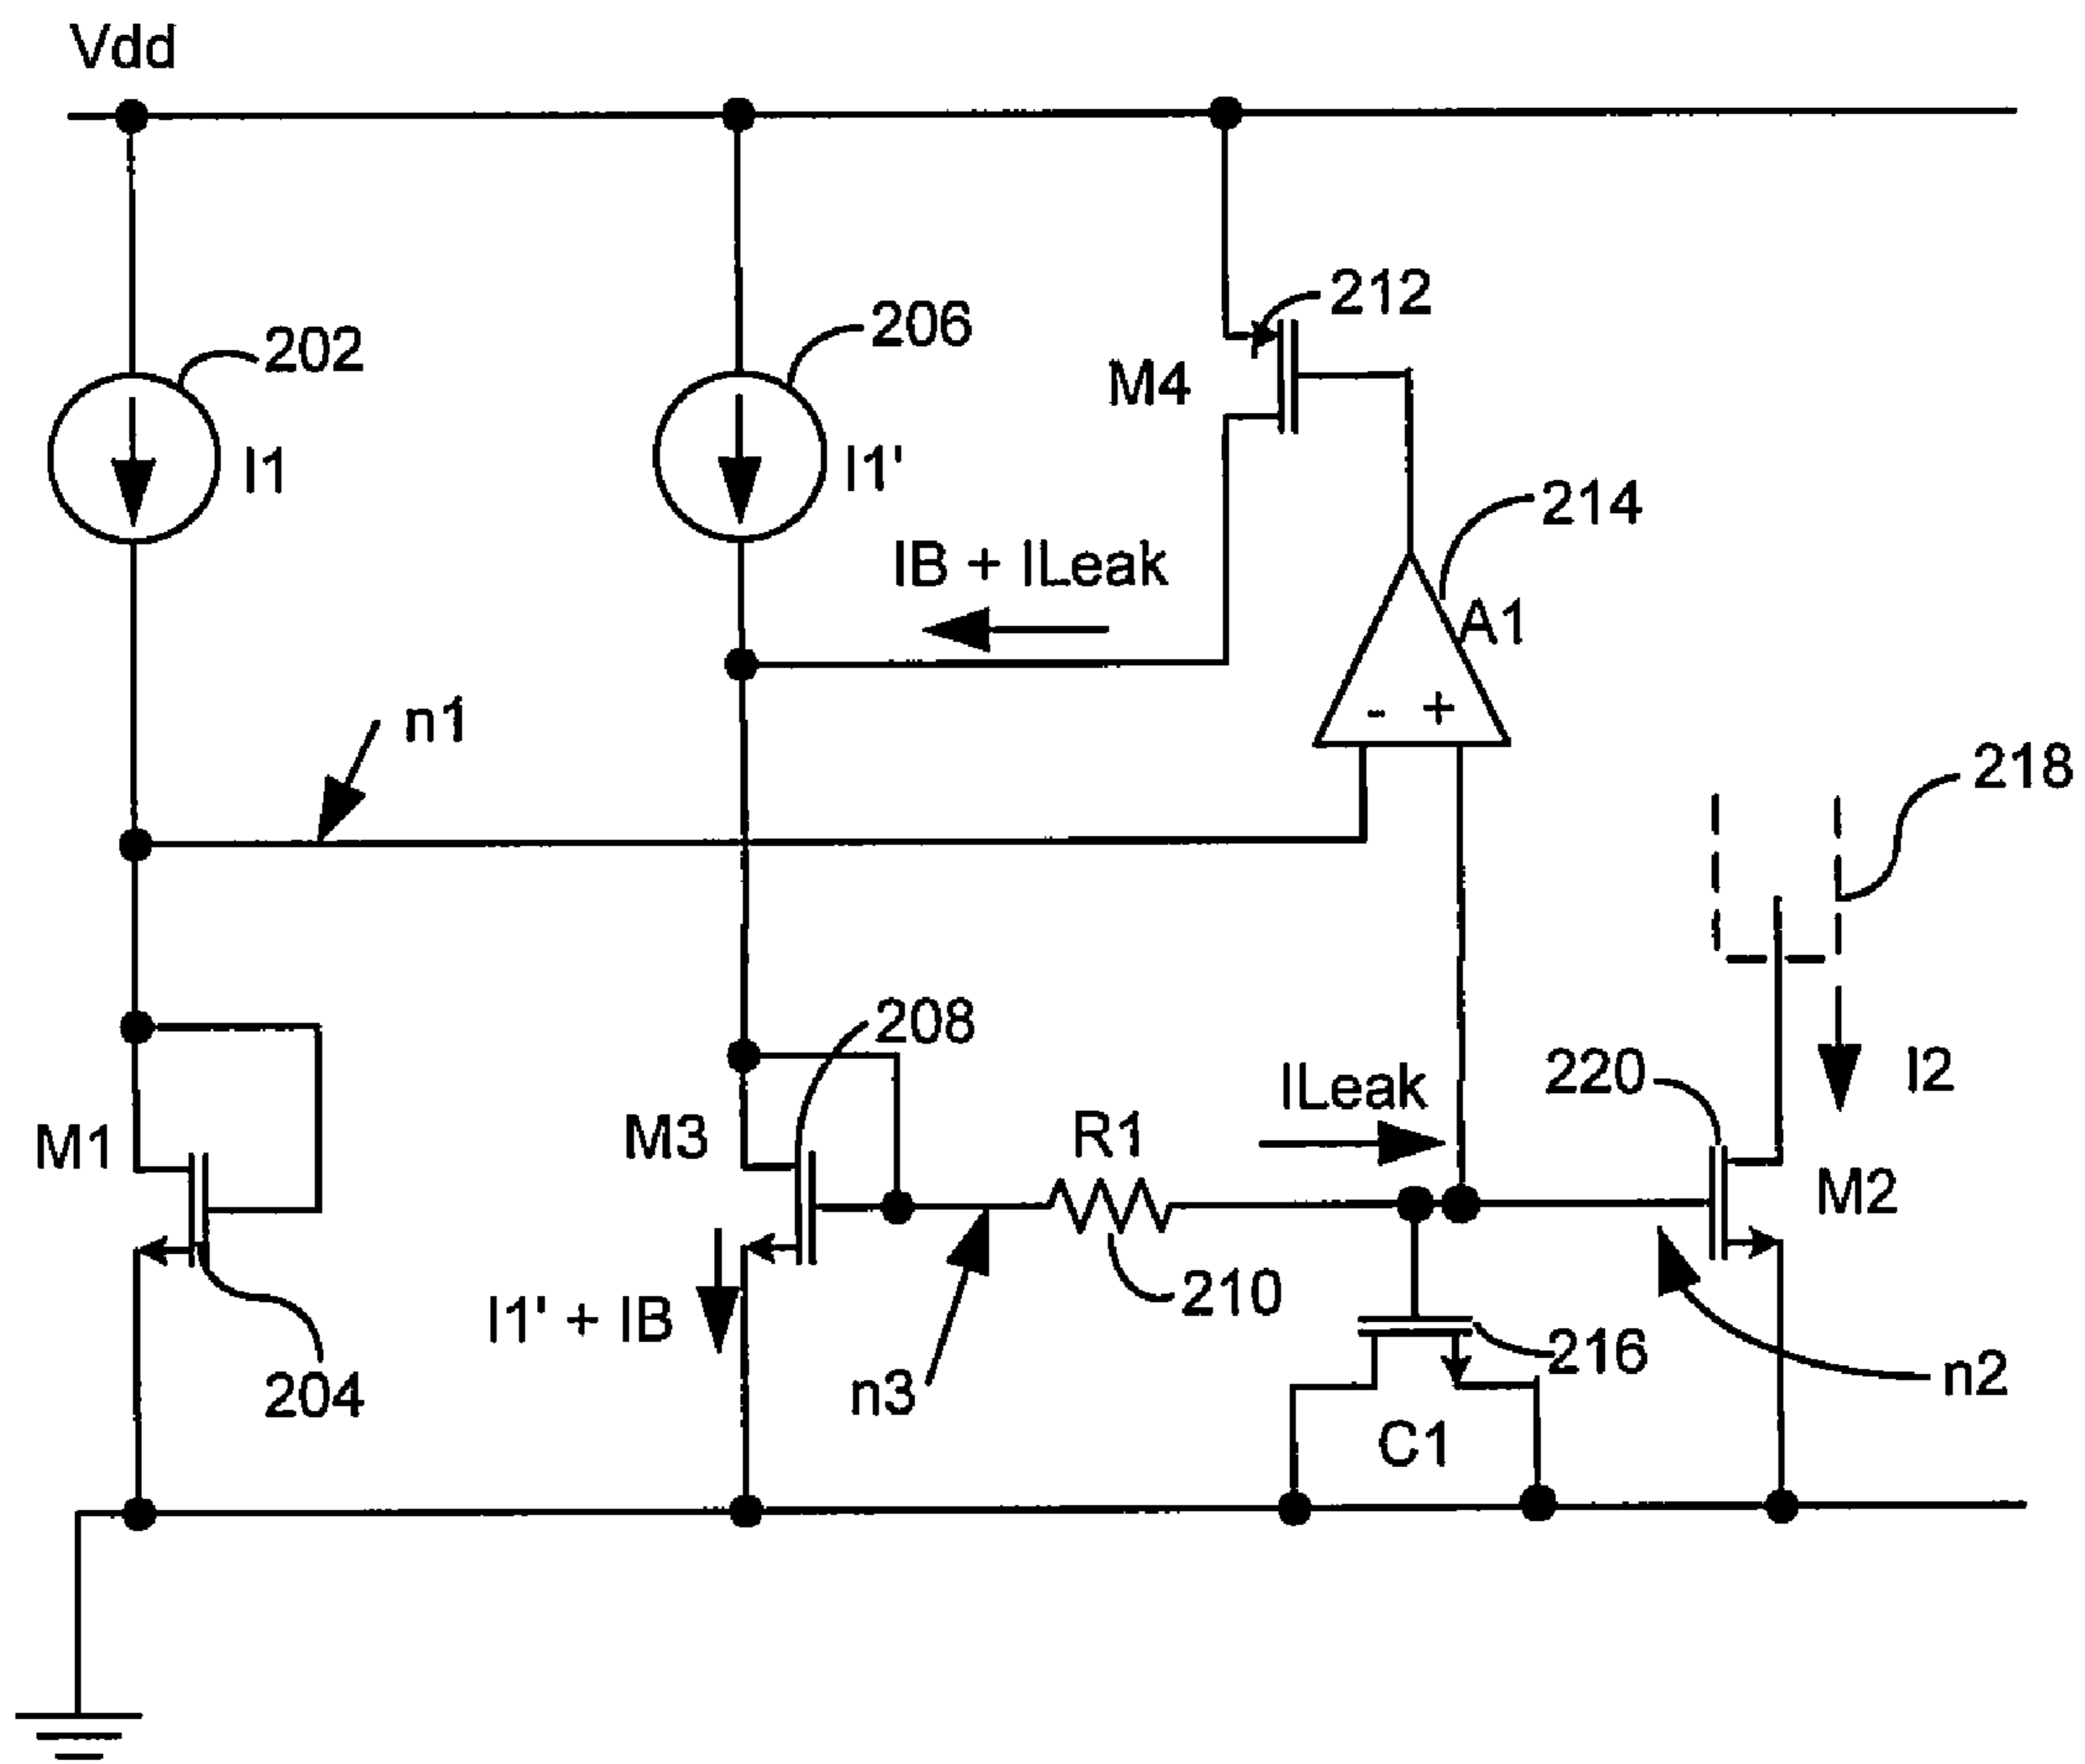 Vdd
202
I1
206
I1'
212
M4
214
IB + ILeak
A1
- +
n1
218
208
M1
M3
R1
ILeak
220
I2
M2
210
I1' + IB
n3
216
n2
204
C1